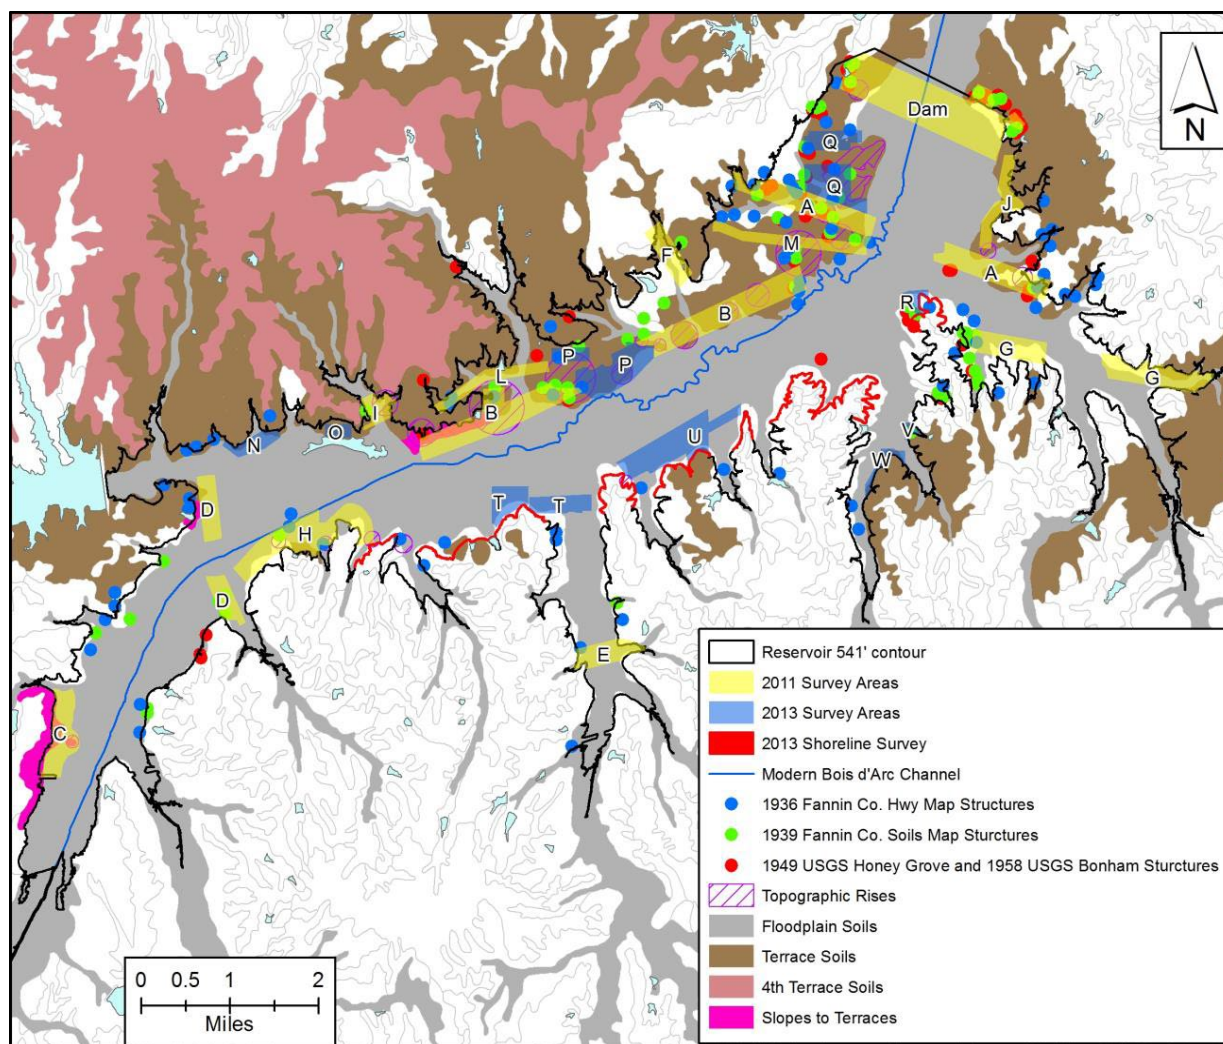 Dam
N
Q
Q
A
J
M
F
A
B
R
P
P
G
L
G
I
B
O
N
U
V
W
D
T
T
H
D
E
C
Reservoir 541' contour
2011 Survey Areas
2013 Survey Areas
2013 Shoreline Survey
Modern Bois d'Arc Channel
1936 Fannin Co. Hwy Map Structures
1939 Fannin Co. Soils Map Sturctures
1949 USGS Honey Grove and 1958 USGS Bonham Sturctures
Topographic Rises
Floodplain Soils
Terrace Soils
4th Terrace Soils
Slopes to Terraces
0 0.5 1 2
Miles